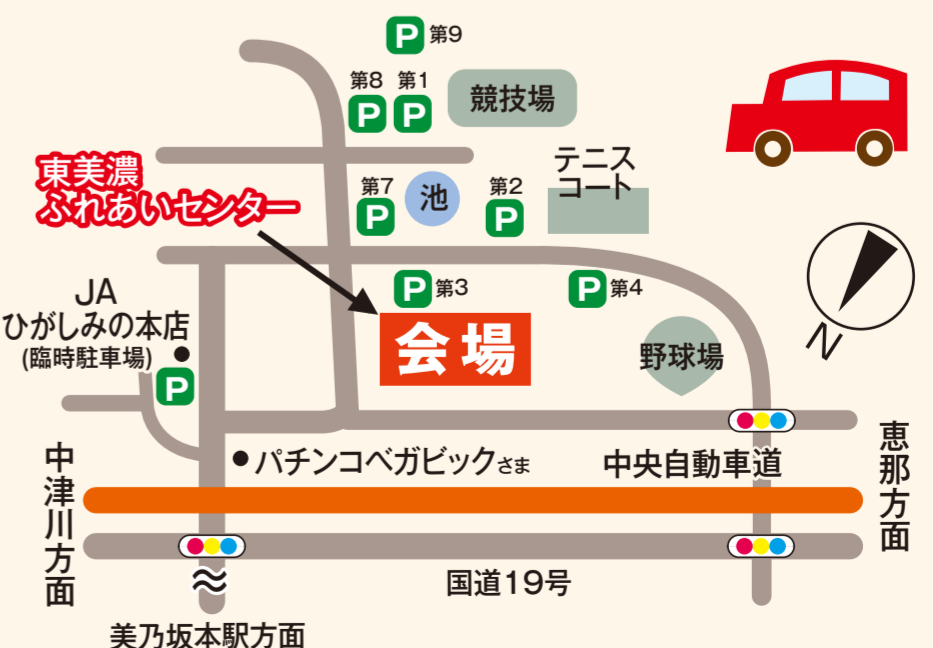 P 第9
第8 第1
P P
競技場
テニス
コート
東美濃
ふれあいセンター
第7
P
池
第2
P
P 第3
P 第4
JA
ひがしみの本店
(臨時駐車場)
P
会場
野球場
N
パチンコベガビックさま
中央自動車道
中津川方面
恵那方面
国道19号
美乃坂本駅方面